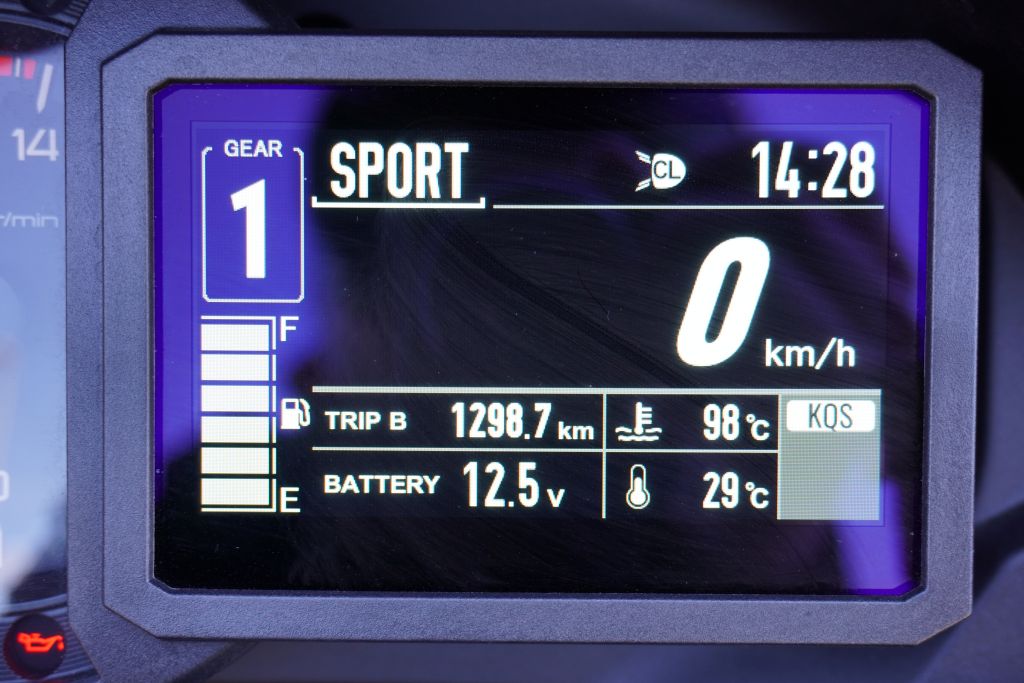 14
r/min
GEAR
1
SPORT
CL
14:28
0 km/h
F
E
TRIP B 1298.7 km
98 °C
KQS
BATTERY 12.5 V
29 °C